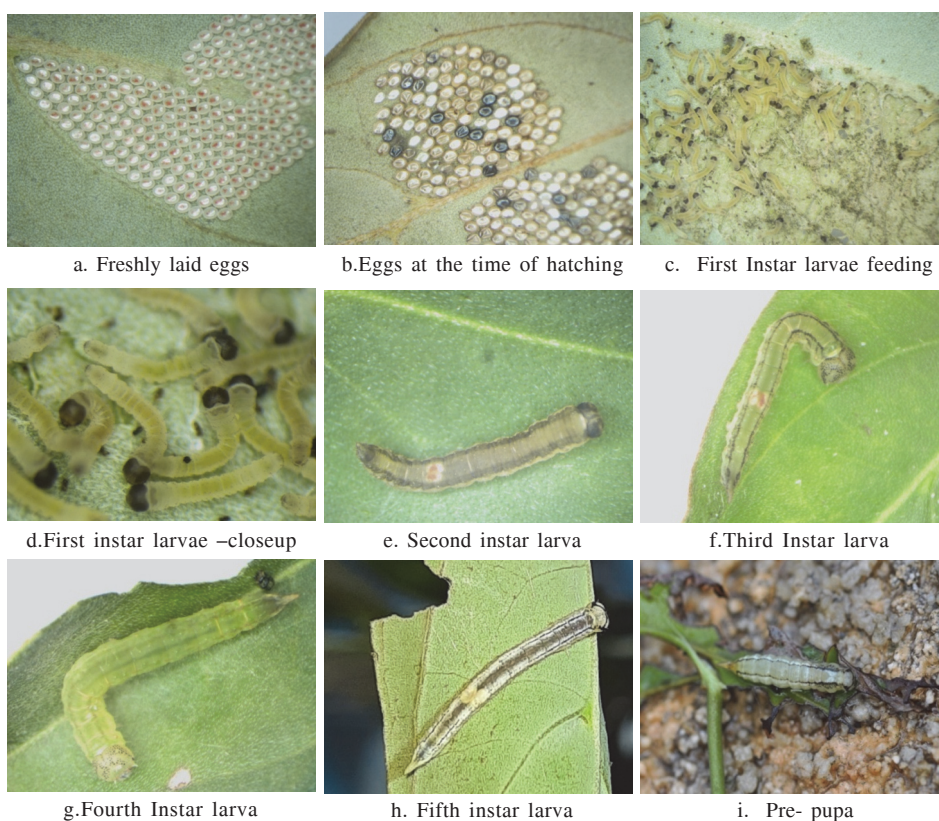 a. Freshly laid eggs
b.Eggs at the time of hatching
c. First Instar larvae feeding
d.First instar larvae –closeup
e. Second instar larva
f.Third Instar larva
g.Fourth Instar larva
h. Fifth instar larva
i. Pre- pupa